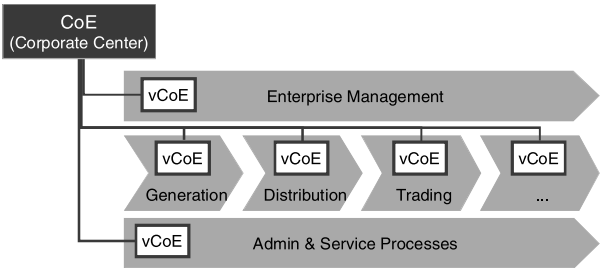 CoE
(Corporate Center)
vCoE
Enterprise Management
vCoE
vCoE
vCoE
vCoE
Generation
Distribution
Trading
...
vCoE
Admin & Service Processes